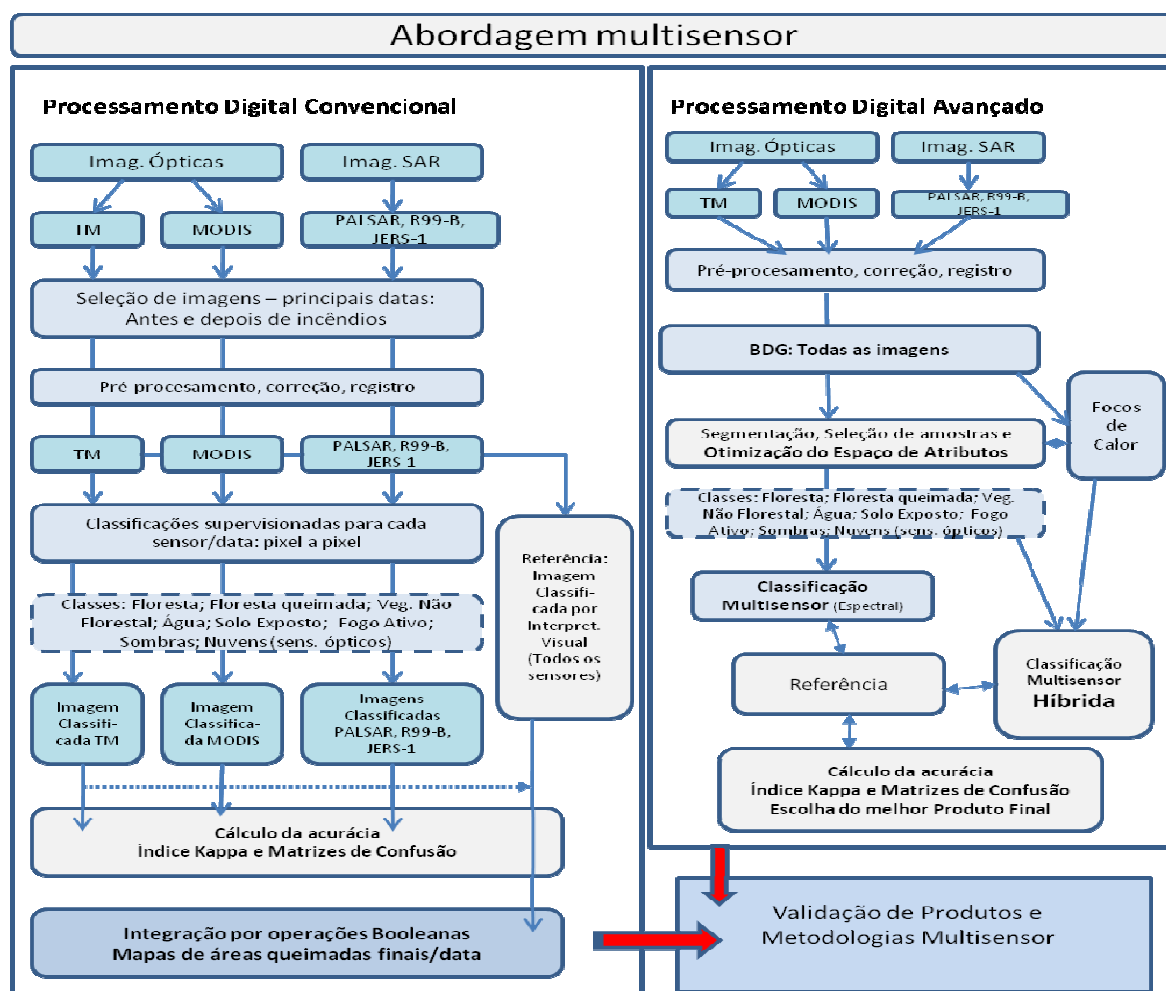 Abordagem multisensor
Processamento Digital Convencional
Imag. Ópticas
Imag. SAR
TM
MODIS
PALSAR, R99-B,
JERS-1
Seleção de imagens – principais datas:
Antes e depois de incêndios
Pré processamento, correção, registro
TM
MODIS
PALSAR, R99-B,
JERS 1
Classificações supervisionadas para cada
sensor/data: pixel a pixel
Referência:
Imagem
Classifi-
cada por
Interpret.
Visual
(Todos os
sensores)
Classes: Floresta; Floresta queimada; Veg. Não
Florestal; Água; Solo Exposto; Fogo Ativo;
Sombras; Nuvens (sens. ópticos)
Imagem
Classifi-
cada TM
Imagem
Classifica-
da MODIS
Imagens
Classificadas
PALSAR, R99-B,
JERS-1
Cálculo da acurácia
Índice Kappa e Matrizes de Confusão
Integração por operações Booleanas
Mapas de áreas queimadas finais/data
Processamento Digital Avançado
Imag. Ópticas
Imag. SAR
TM
MODIS
PALSAR, R99-B,
JERS-1
Pré-procesamento, correção, registro
BDG: Todas as imagens
Focos
de
Calor
Segmentação, Seleção de amostras e
Otimização do Espaço de Atributos
Classes: Floresta; Floresta queimada; Veg.
Não Florestal; Água; Solo Exposto; Fogo
Ativo; Sombras; Nuvens (sens. ópticos)
Classificação
Multisensor (Espectral)
Referência
Classificação
Multisensor
Híbrida
Cálculo da acurácia
Índice Kappa e Matrizes de Confusão
Escolha do melhor Produto Final
Validação de Produtos e
Metodologias Multisensor